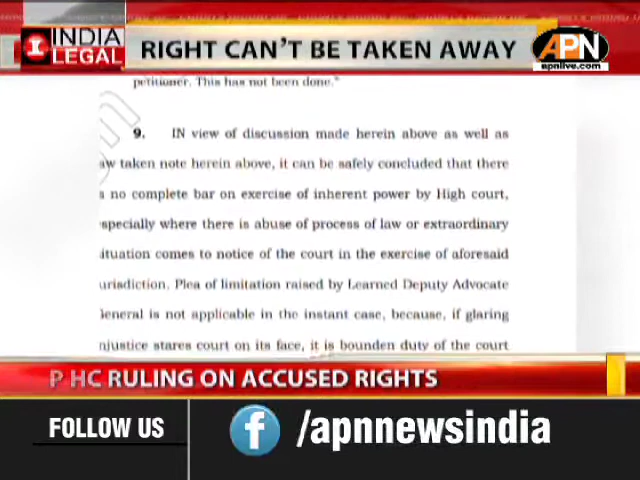 INDIA
LEGAL
RIGHT CAN'T BE TAKEN AWAY
APN
apnlive.com
petitioner. This has not been done."
9. IN view of discussion made herein above as well as
aw taken note herein above, it can be safely concluded that there
s no complete bar on exercise of inherent power by High court,
specially where there is abuse of process of law or extraordinary
ituation comes to notice of the court in the exercise of aforesaid
urisdiction. Plea of limitation raised by Learned Deputy Advocate
General is not applicable in the instant case, because, if glaring
njustice stares court on its face, it is bounden duty of the court
P HC RULING ON ACCUSED RIGHTS
FOLLOW US
f /apnnewsindia